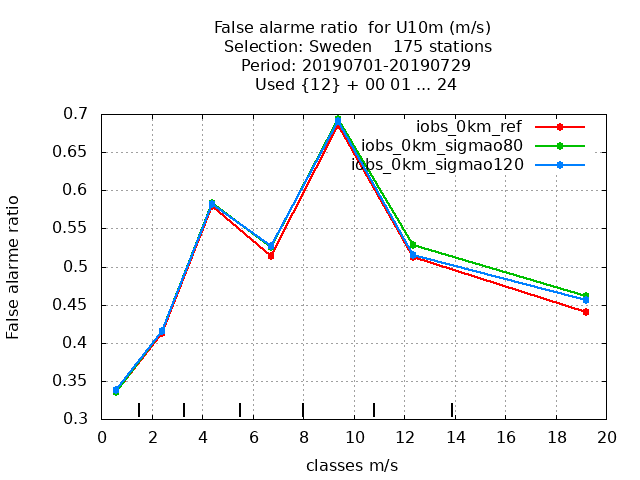 False alarme ratio  for U10m (m/s)
Selection: Sweden    175 stations
Period: 20190701-20190729
Used {12} + 00 01 ... 24
iobs_0km_ref
iobs_0km_sigmao80
iobs_0km_sigmao120
False alarme ratio
0.7
0.65
0.6
0.55
0.5
0.45
0.4
0.35
0.3
0 2 4 6 8 10 12 14 16 18 20
classes m/s